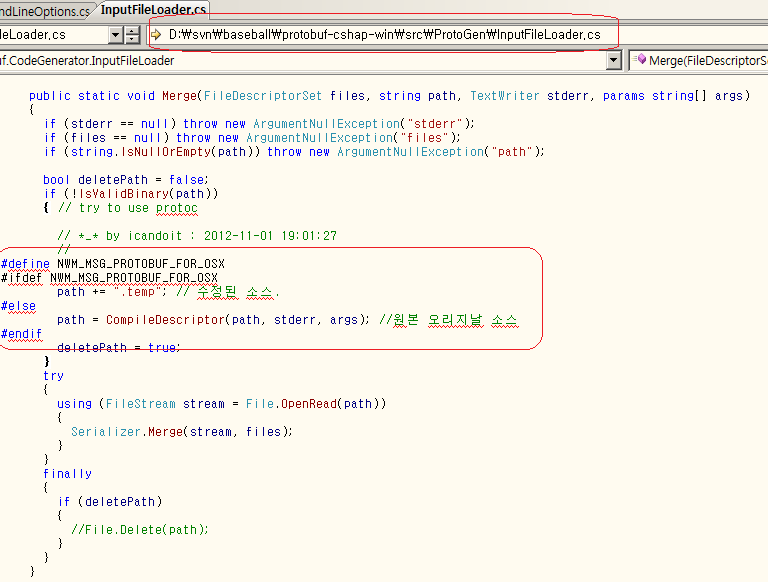 ndLineOptions.cs InputFileLoader.cs
leLoader.cs D:₩svn₩baseball₩protobuf-cshap-win₩src₩ProtoGen₩InputFileLoader.cs
uf.CodeGenerator.InputFileLoader Merge(FileDescriptorS
public static void Merge(FileDescriptorSet files, string path, TextWriter stderr, params string[] args)
{
if (stderr == null) throw new ArgumentNullException("stderr");
if (files == null) throw new ArgumentNullException("files");
if (string.IsNullOrEmpty(path)) throw new ArgumentNullException("path");
bool deletePath = false;
if (!IsValidBinary(path))
{ // try to use protoc
// *_* by icandoit : 2012-11-01 19:01:27
//
#define NWM_MSG_PROTOBUF_FOR_OSX
#ifdef NWM_MSG_PROTOBUF_FOR_OSX
path += ".temp"; // 수정된 소스.
#else
path = CompileDescriptor(path, stderr, args); //원본 오리지날 소스
#endif
deletePath = true;
}
try
{
using (FileStream stream = File.OpenRead(path))
{
Serializer.Merge(stream, files);
}
}
finally
{
if (deletePath)
{
//File.Delete(path);
}
}
}